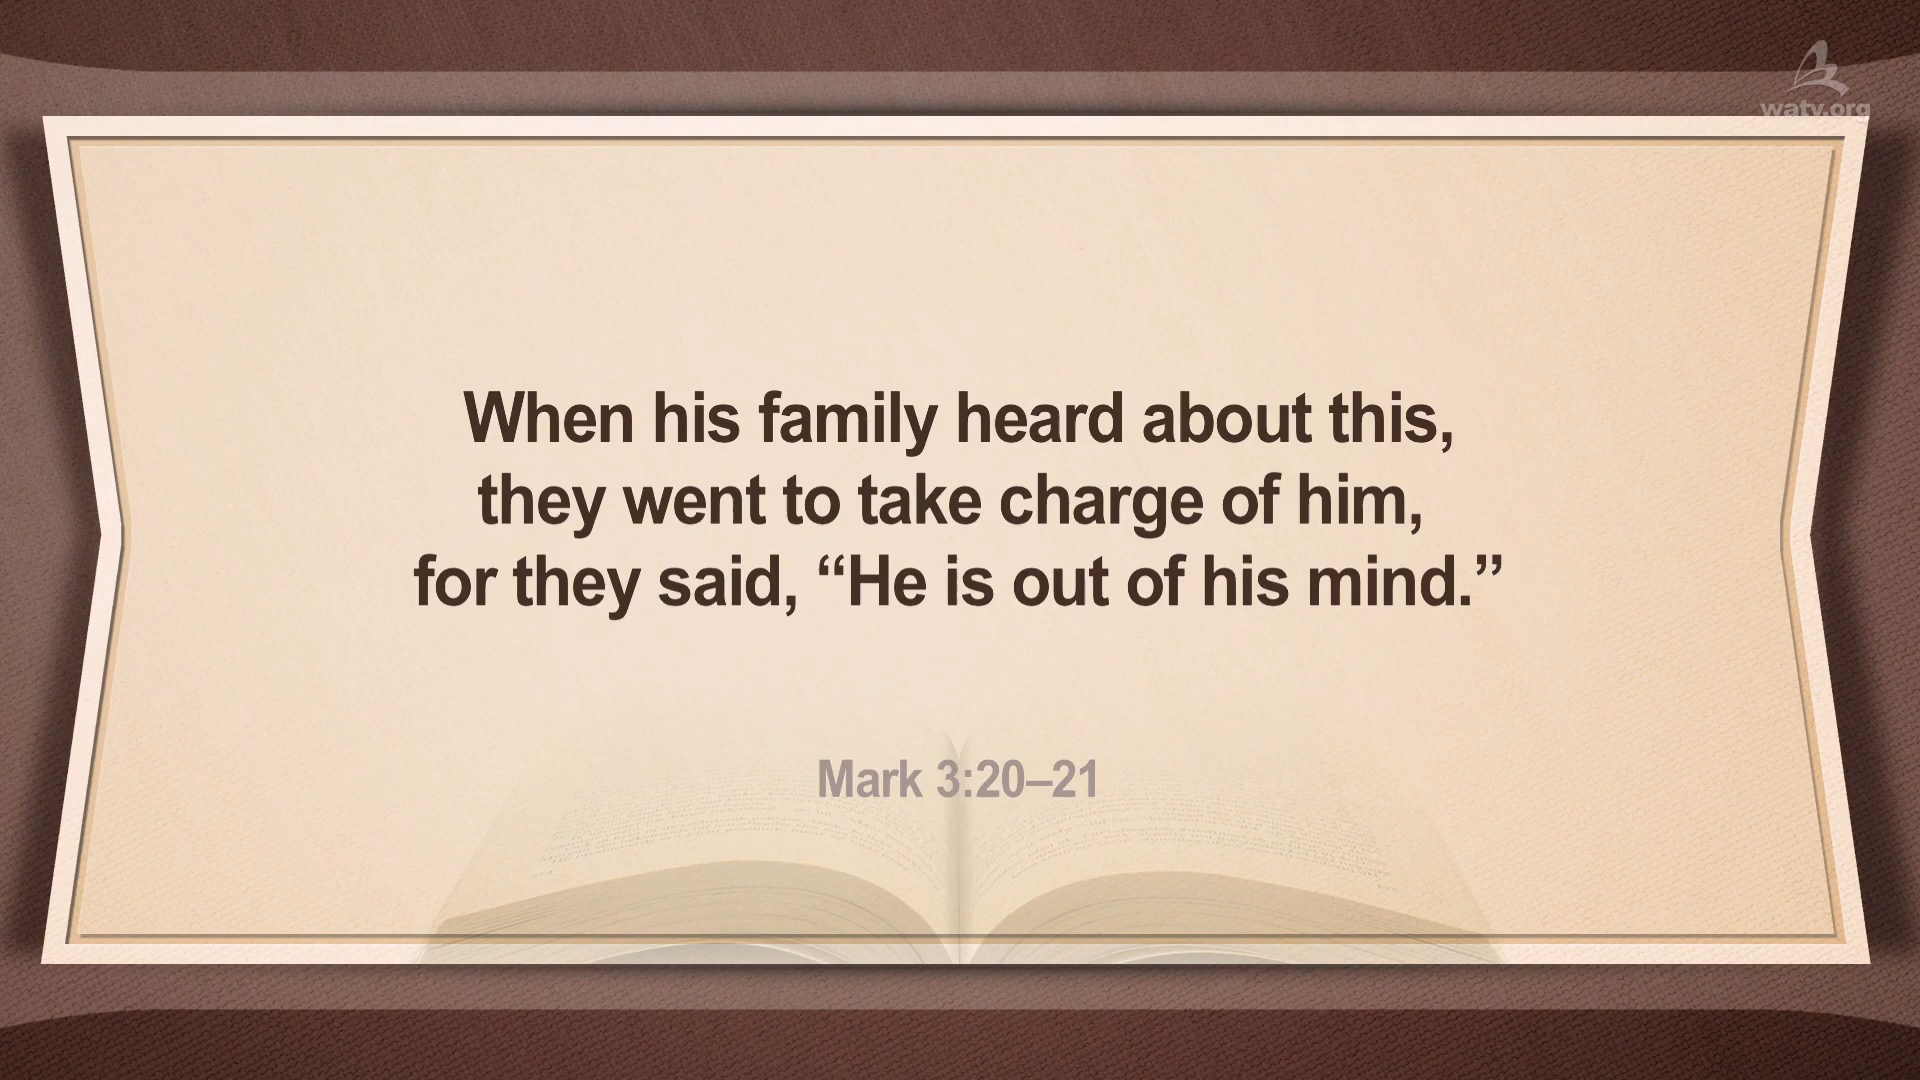 watv.org
When his family heard about this,
they went to take charge of him,
for they said, “He is out of his mind.”
Mark 3:20–21